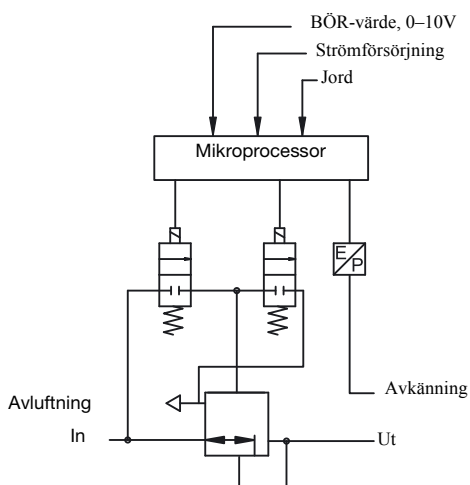 BÖR-värde, 0–10V
Strömförsörjning
Jord
Mikroprocessor
E
P
Avkänning
Avluftning
In
Ut